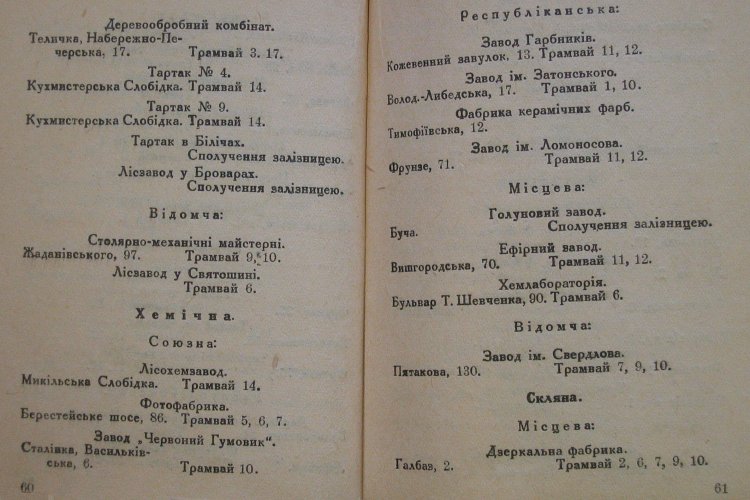 Деревообробний комбінат.
Теличка, Набережно-Пе-
черська, 17. Трамвай 3. 17.
Тартак № 4.
Кухмистерська Слобідка. Трамвай 14.
Тартак № 9.
Кухмистерська Слобідка. Трамвай 14.
Тартак в Білічах.
Сполучення залізницею.
Лісзавод у Броварах.
Сполучення залізницею.
Відомча:
Столярно-механічні майстерні.
Жаданівського, 97. Трамвай 9, 10.
Лісзавод у Святошині.
Трамвай 6.
Хемічна.
Союзна:
Лісохемзавод.
Микільська Слобідка. Трамвай 14.
Фотофабрика.
Берестейське шосе, 86. Трамвай 5, 6, 7.
Завод „Червоний Гумовик".
Сталінка, Васильків-
ська, 6. Трамвай 10.
60
Республіканська:
Завод Гарбників.
Кожевенний завулок, 13. Трамвай 11, 12.
Завод ім. Затонського.
Волод.-Либедська, 17. Трамвай 1, 10.
Фабрика керамічних фарб.
Тимофіївська, 12.
Завод ім. Ломоносова.
Фрунзе, 71. Трамвай 11, 12.
Місцева:
Голуновий завод.
Буча. Сполучення залізницею.
Ефірний завод.
Вишгородська, 70. Трамвай 11, 12.
Хемлабораторія.
Бульвар Т. Шевченка, 90. Трамвай 6.
Відомча:
Завод ім. Свердлова.
Пятакова, 130. Трамвай 7, 9, 10.
Скляна.
Місцева:
Дзеркальна фабрика.
Галбаз, 2. Трамвай 2, 6, 7, 9, 10.
61